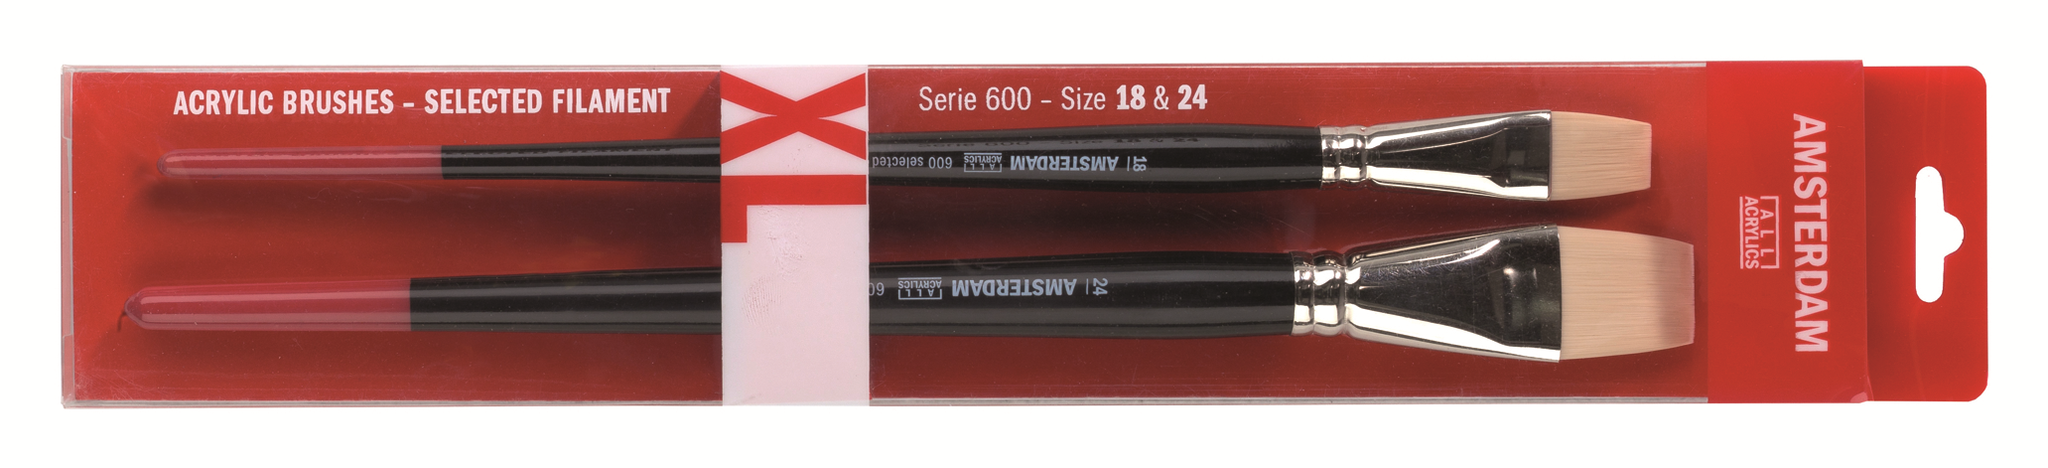 ACRYLIC BRUSHES – SELECTED FILAMENT
XL
Serie 600 – Size 18 & 24
600 selected ALL ACRYLICS AMSTERDAM | 18
ALL ACRYLICS AMSTERDAM | 24
AMSTERDAM
ALL
ACRYLICS